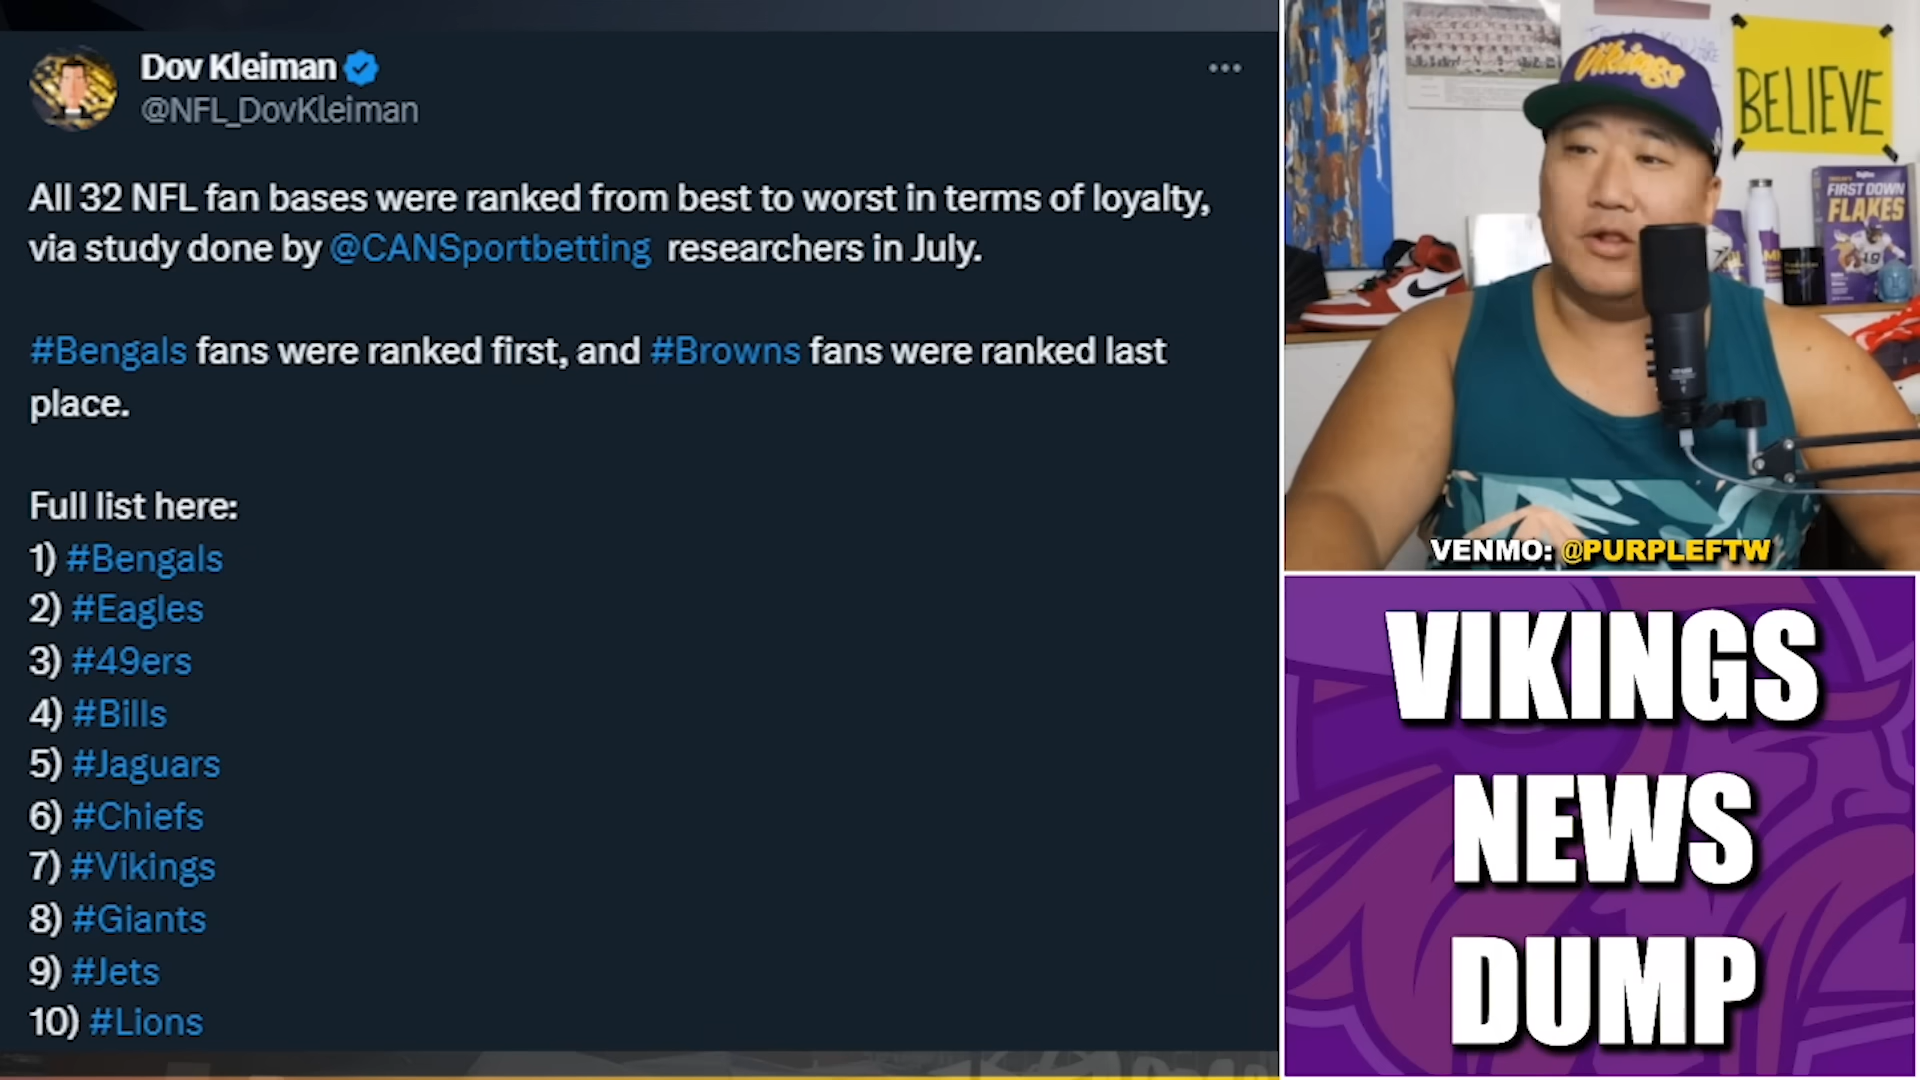 Dov Kleiman
@NFL_DovKleiman
All 32 NFL fan bases were ranked from best to worst in terms of loyalty,
via study done by @CANSportbetting researchers in July.
#Bengals fans were ranked first, and #Browns fans were ranked last
place.
Full list here:
1) #Bengals
2) #Eagles
3) #49ers
4) #Bills
5) #Jaguars
6) #Chiefs
7) #Vikings
8) #Giants
9) #Jets
10) #Lions
Vikings
BELIEVE
FIRST DOWN
FLAKES
19
VENMO: @PURPLEFTW
VIKINGS
NEWS
DUMP